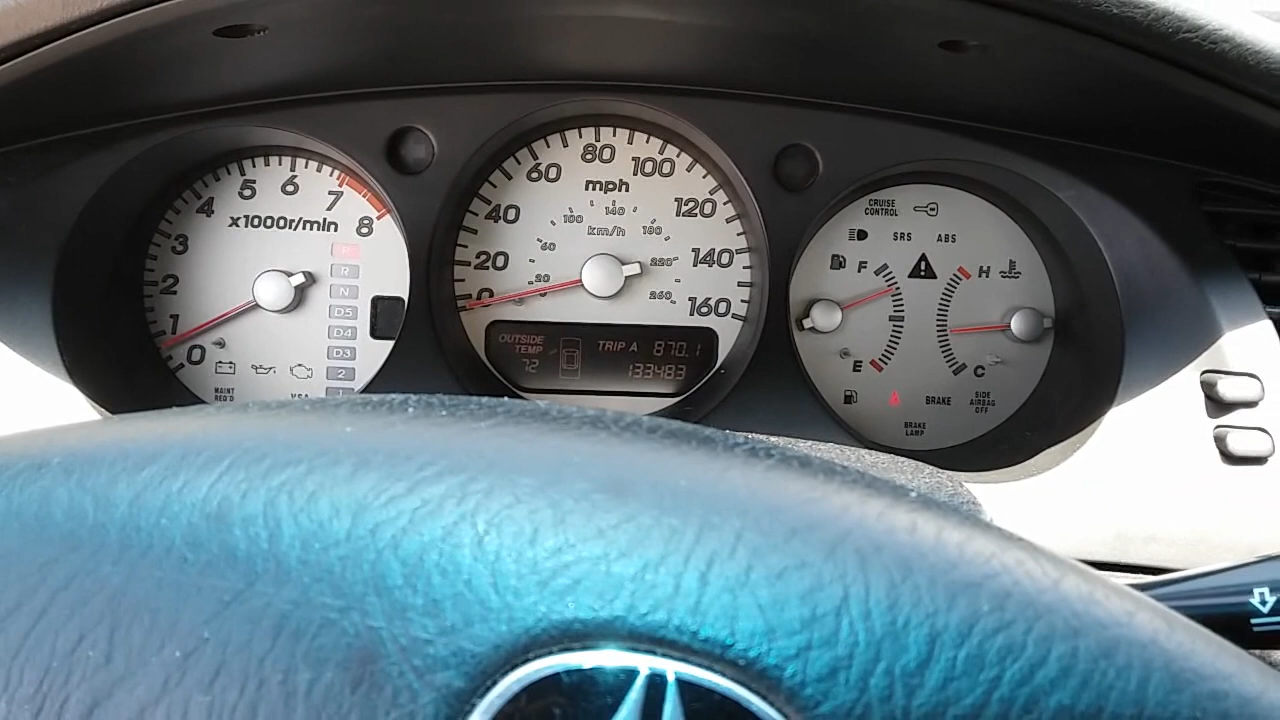 8
7
6
5
4
3
2
1
0
x1000r/min
R
N
D5
D4
D3
2
MAINT
REQ'D
0
20
40
60
80
100
120
140
160
mph
20
60
100
140
180
220
260
km/h
OUTSIDE
TEMP
72
TRIP A 870.1
133483
CRUISE
CONTROL
SRS ABS
F
E
H
C
BRAKE
SIDE
AIRBAG
OFF
BRAKE
LAMP